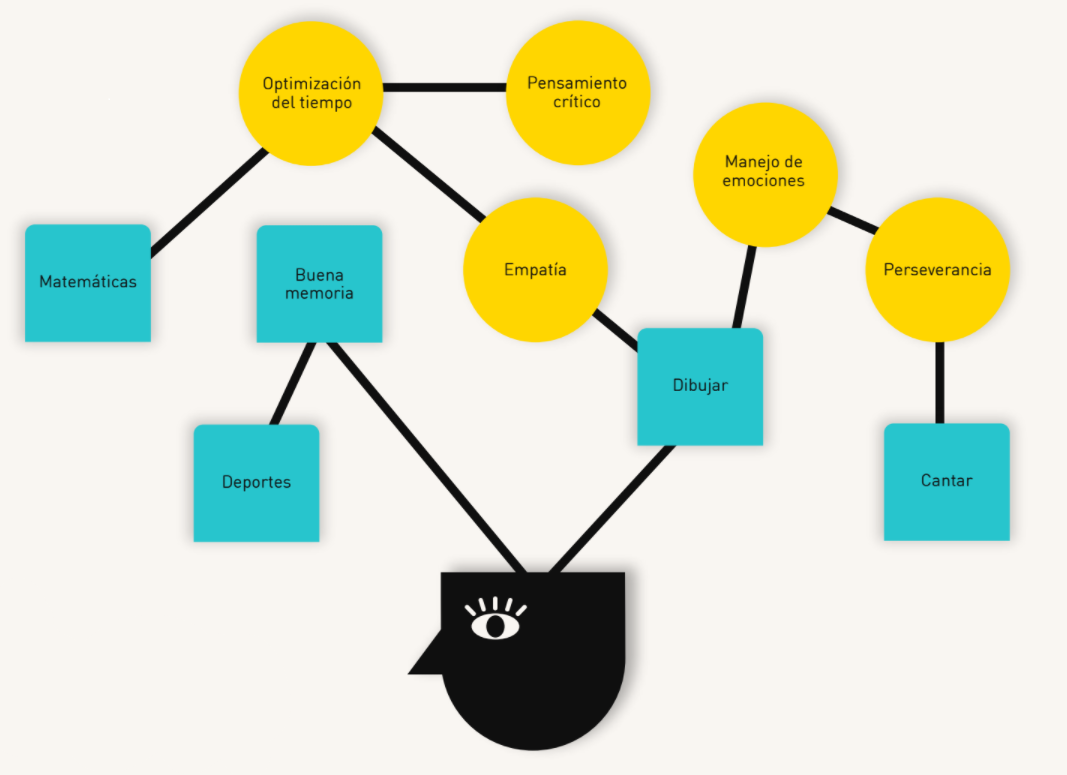 Optimización
del tiempo
Pensamiento
crítico
Manejo de
emociones
Matemáticas
Buena
memoria
Empatía
Perseverancia
Dibujar
Deportes
Cantar